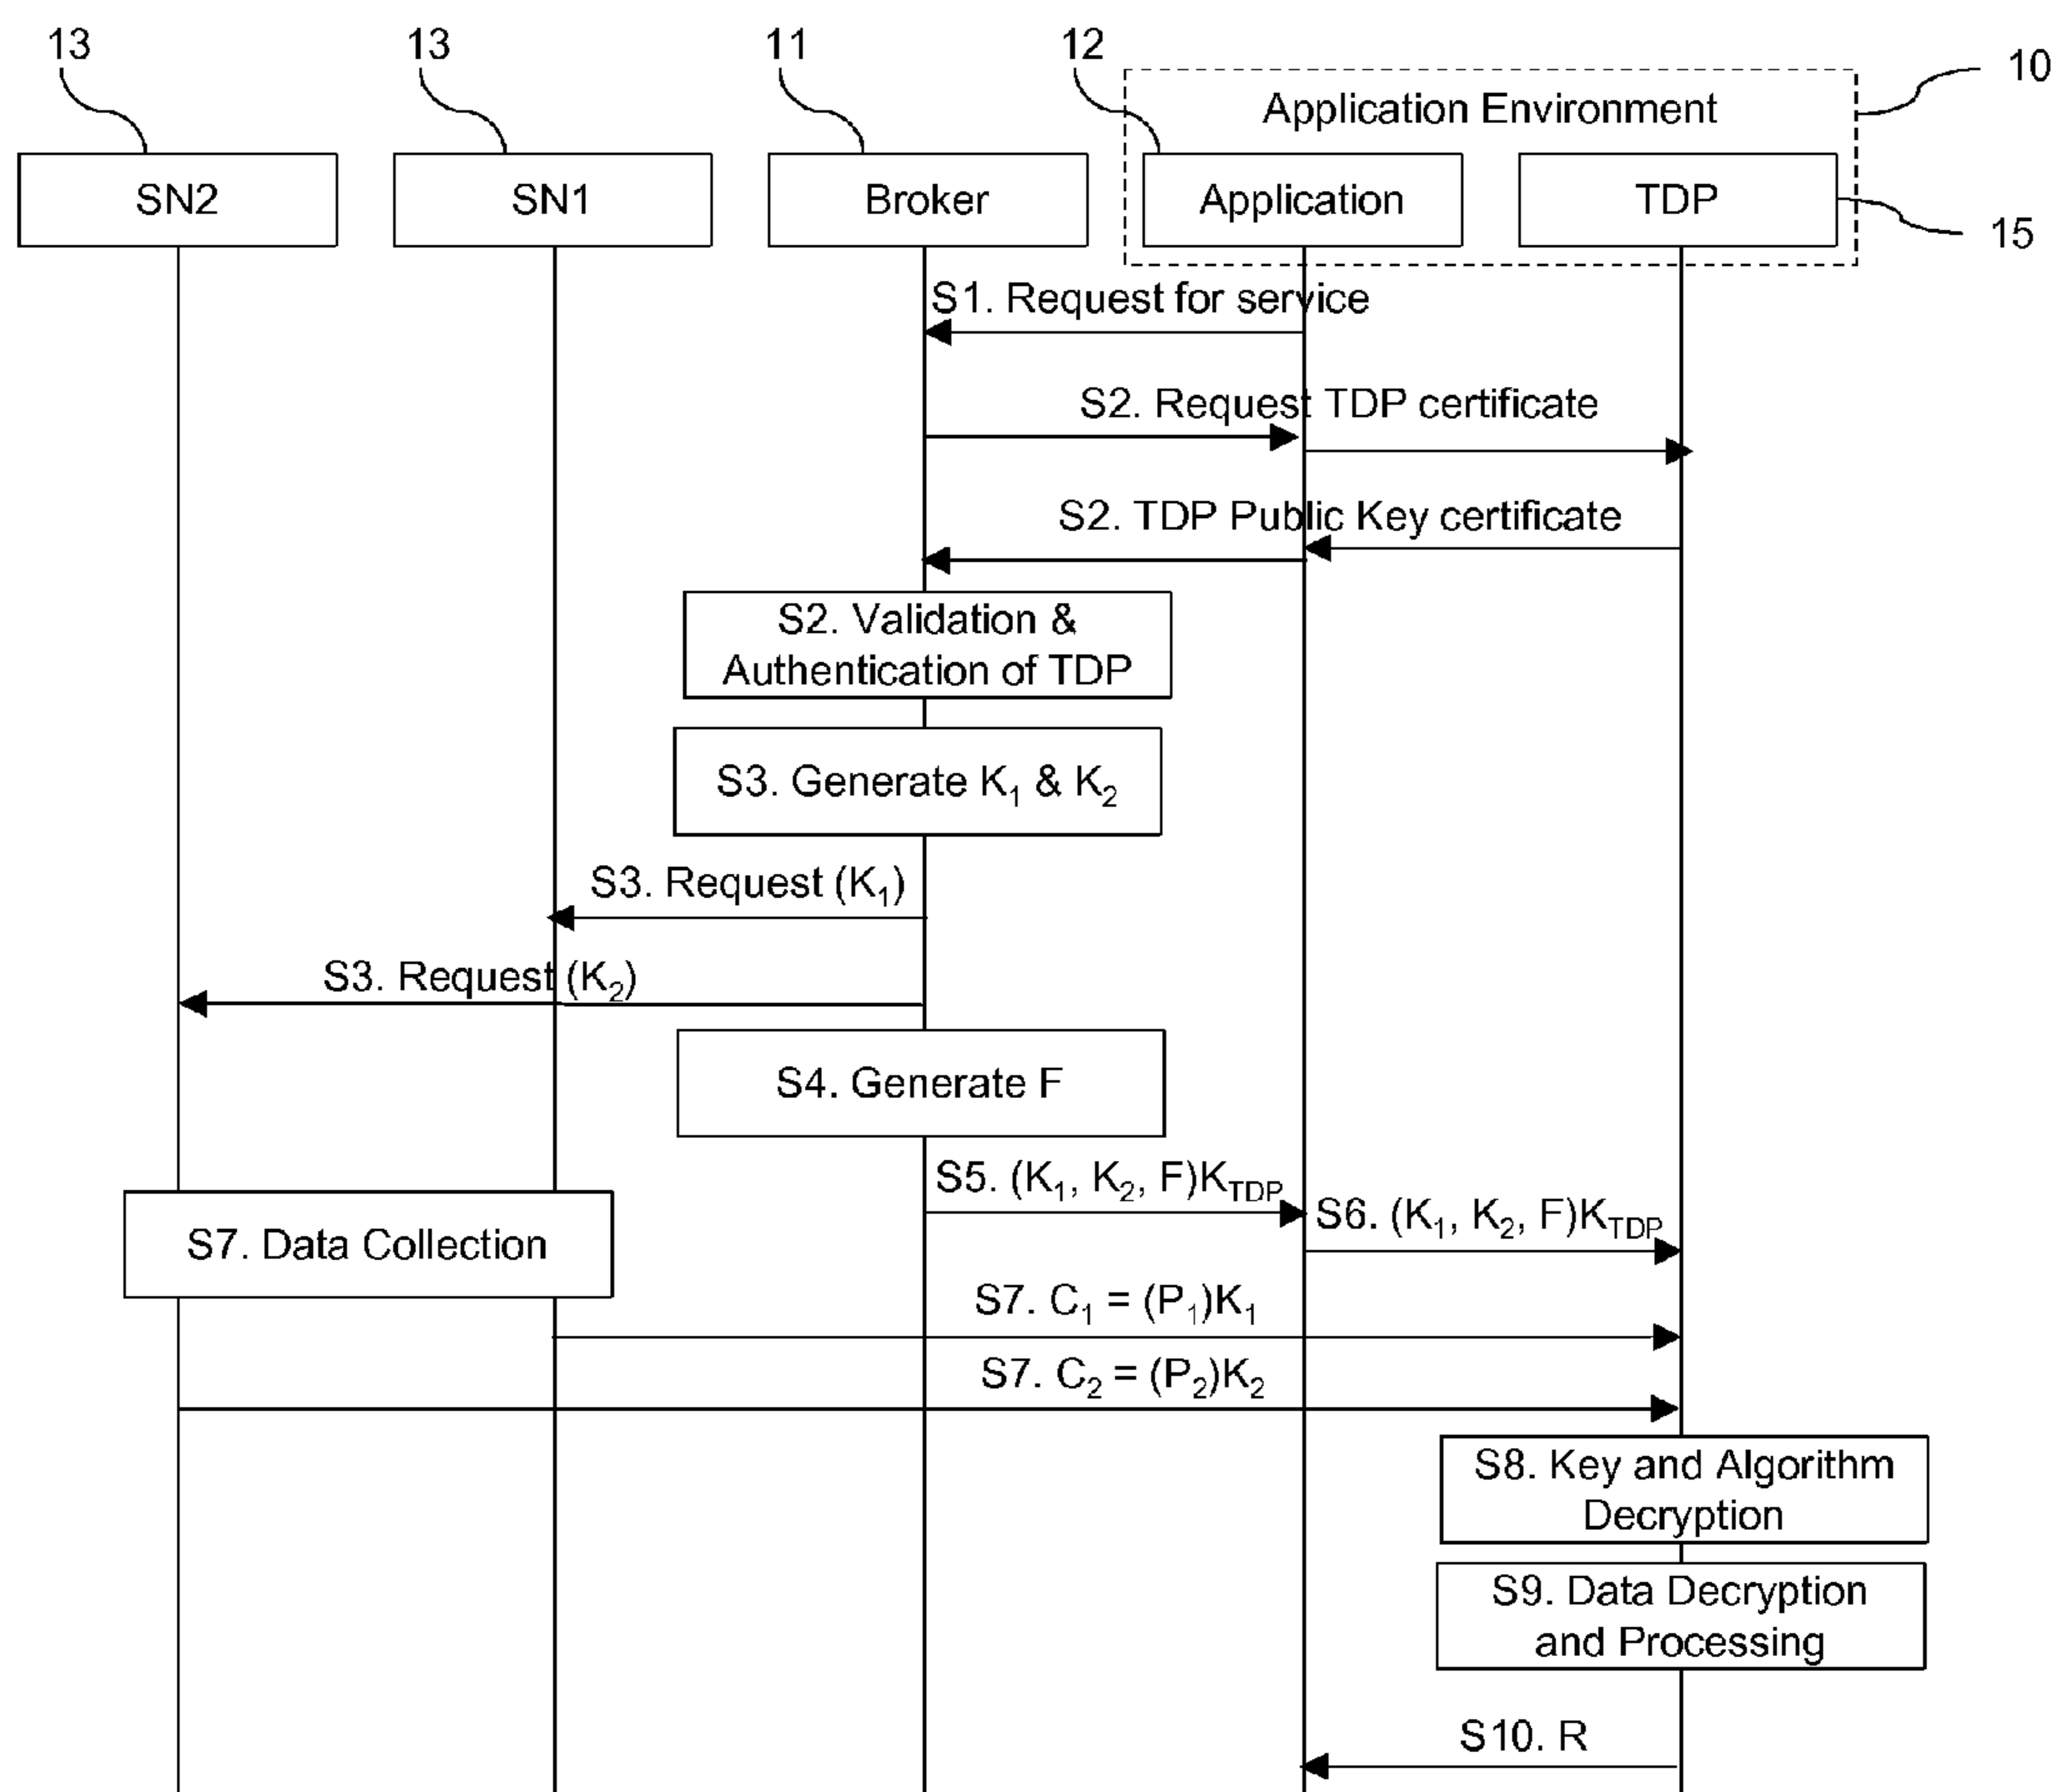 13
13
11
12
10
Application Environment
SN2
SN1
Broker
Application
TDP
15
S1. Request for service
S2. Request TDP certificate
S2. TDP Public Key certificate
S2. Validation &
Authentication of TDP
S3. Generate K₁ & K₂
S3. Request (K₁)
S3. Request (K₂)
S4. Generate F
S5. (K₁, K₂, F)K_TDP
S6. (K₁, K₂, F)K_TDP
S7. Data Collection
S7. C₁ = (P₁)K₁
S7. C₂ = (P₂)K₂
S8. Key and Algorithm
Decryption
S9. Data Decryption
and Processing
S10. R